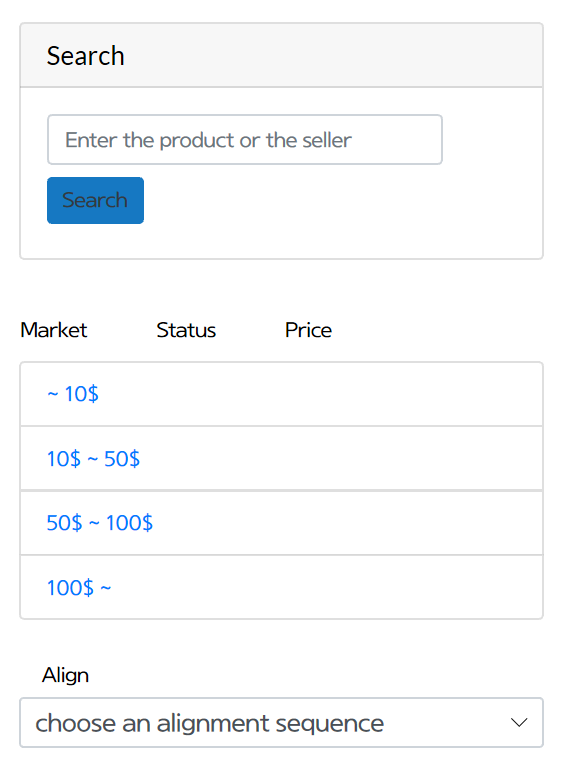 Search
Enter the product or the seller
Search
Market Status Price
~ 10$
10$ ~ 50$
50$ ~ 100$
100$ ~
Align
choose an alignment sequence